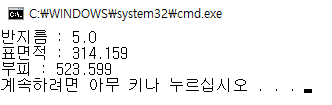 C:\WINDOWS\system32\cmd.exe
반지름 : 5.0
표면적 : 314.159
부피 : 523.599
계속하려면 아무 키나 누르십시오 . . .